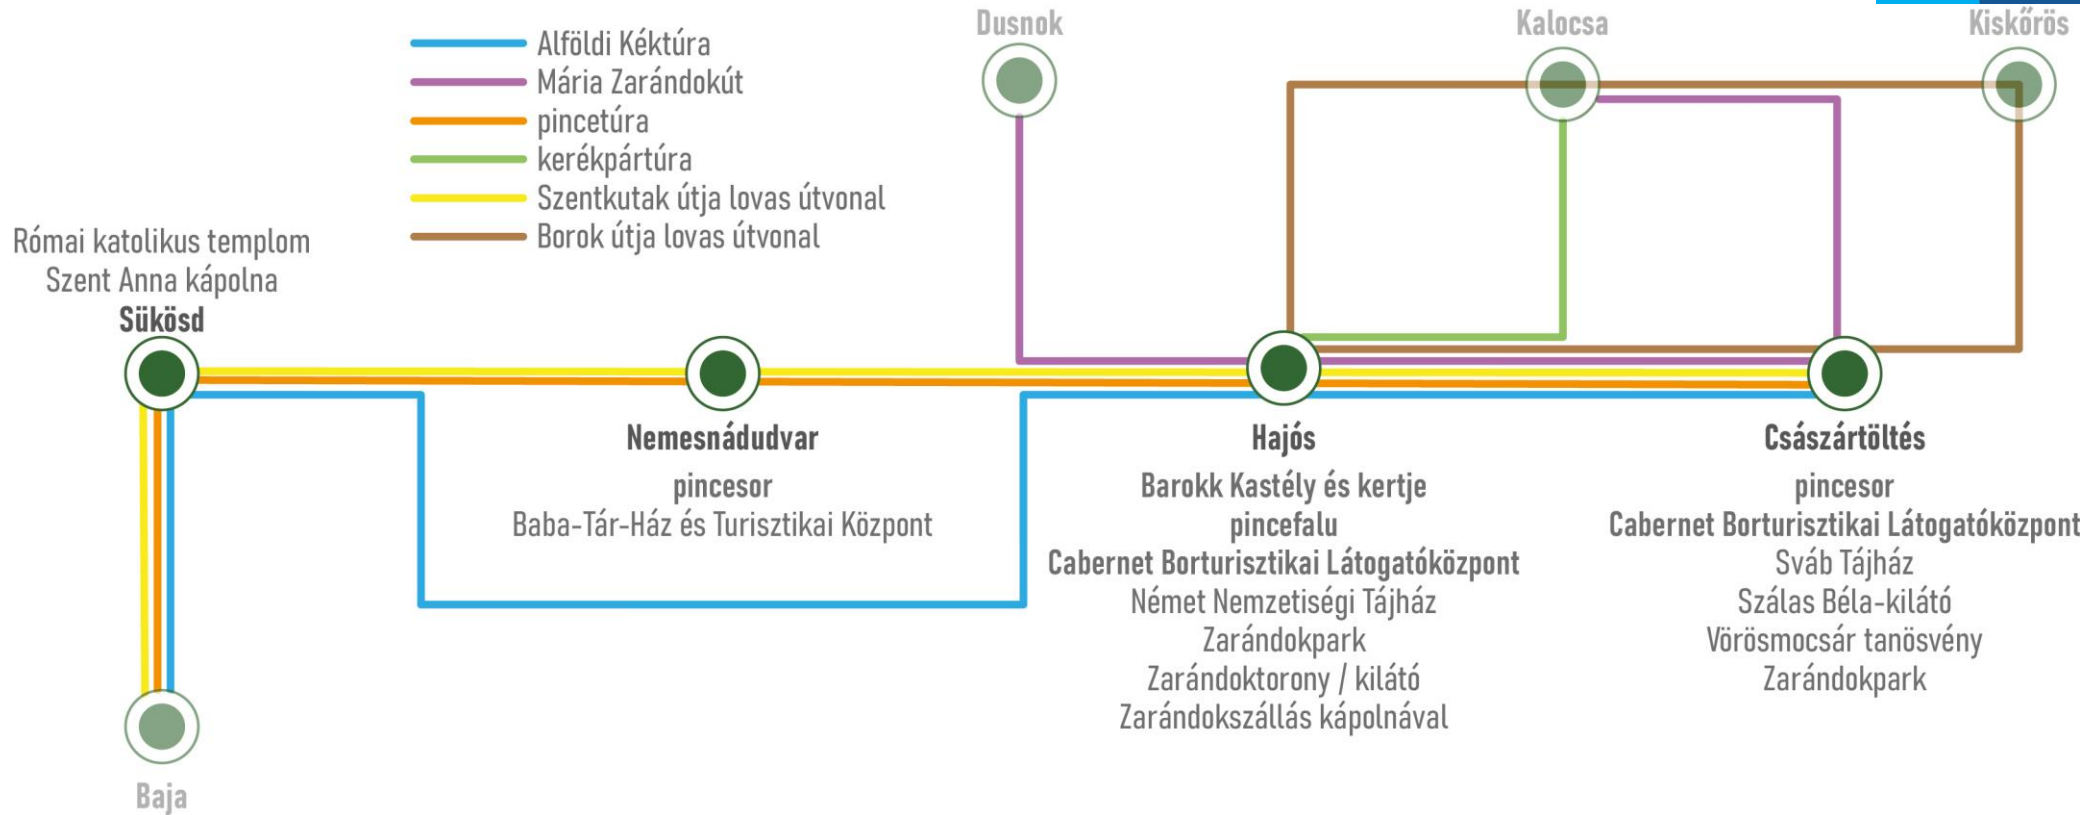 Dusnok
Kalocsa
Kiskőrös
Alföldi Kéktúra
Mária Zarándokút
pincetúra
kerékpártúra
Szentkutak útja lovas útvonal
Borok útja lovas útvonal
Római katolikus templom
Szent Anna kápolna
Sükösd
Nemesnádudvar
pincesor
Baba-Tár-Ház és Turisztikai Központ
Hajós
Barokk Kastély és kertje
pincefalu
Cabernet Borturisztikai Látogatóközpont
Német Nemzetiségi Tájház
Zarándokpark
Zarándoktorony / kilátó
Zarándokszállás kápolnával
Császártöltés
pincesor
Cabernet Borturisztikai Látogatóközpont
Sváb Tájház
Szálas Béla-kilátó
Vörösmocsár tanösvény
Zarándokpark
Baja